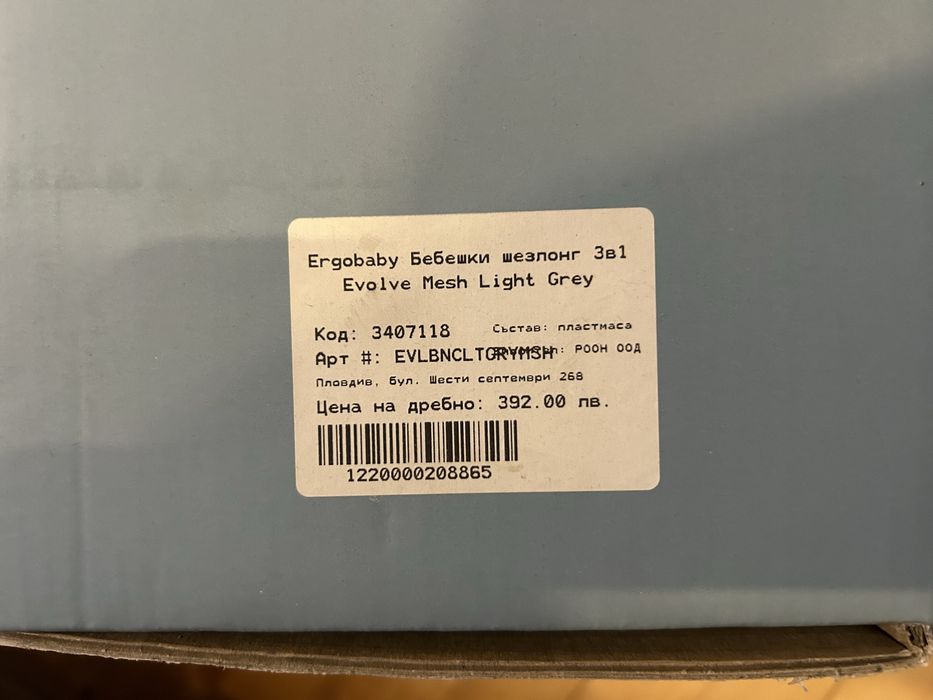 Ergobaby Бебешки шезлонг 3в1
Evolve Mesh Light Grey
Код: 3407118
Състав: пластмаса
Арт #: EVLBNCLTGRYMSH
РООН ООД
Пловдив, бул. Шести септември 268
Цена на дребно: 392.00 лв.
1220000208865